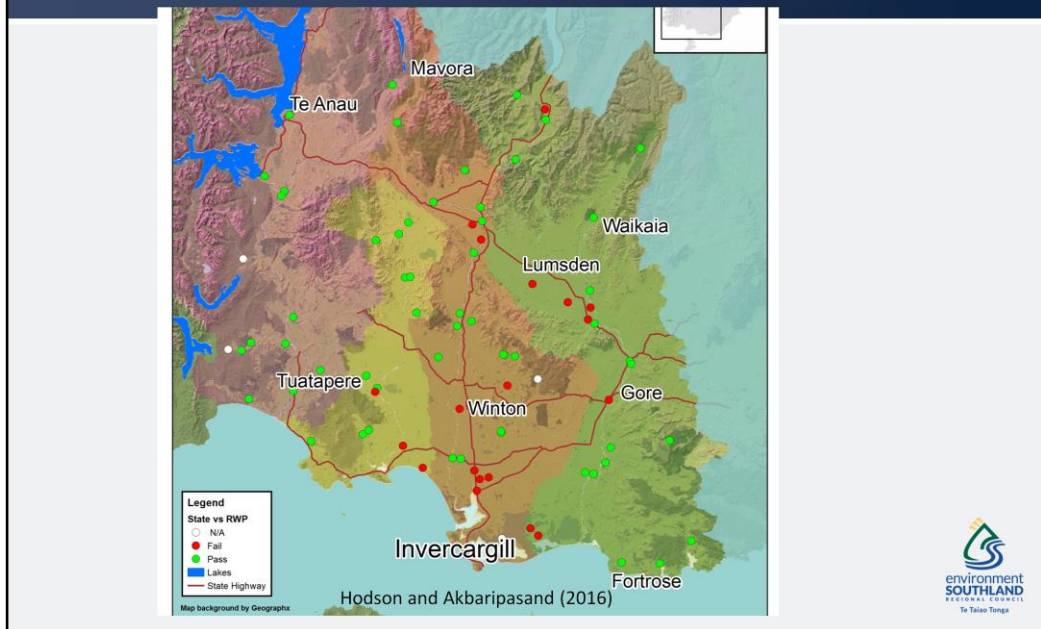 Mavora
Te Anau
Waikaia
Lumsden
Tuatapere
Gore
Winton
Legend
State vs RWP
N/A
Fail
Pass
Lakes
State Highway
Invercargill
Fortrose
Map background by Geographx
Hodson and Akbaripasand (2016)
environment
SOUTHLAND
REGIONAL COUNCIL
Te Taiao Tonga